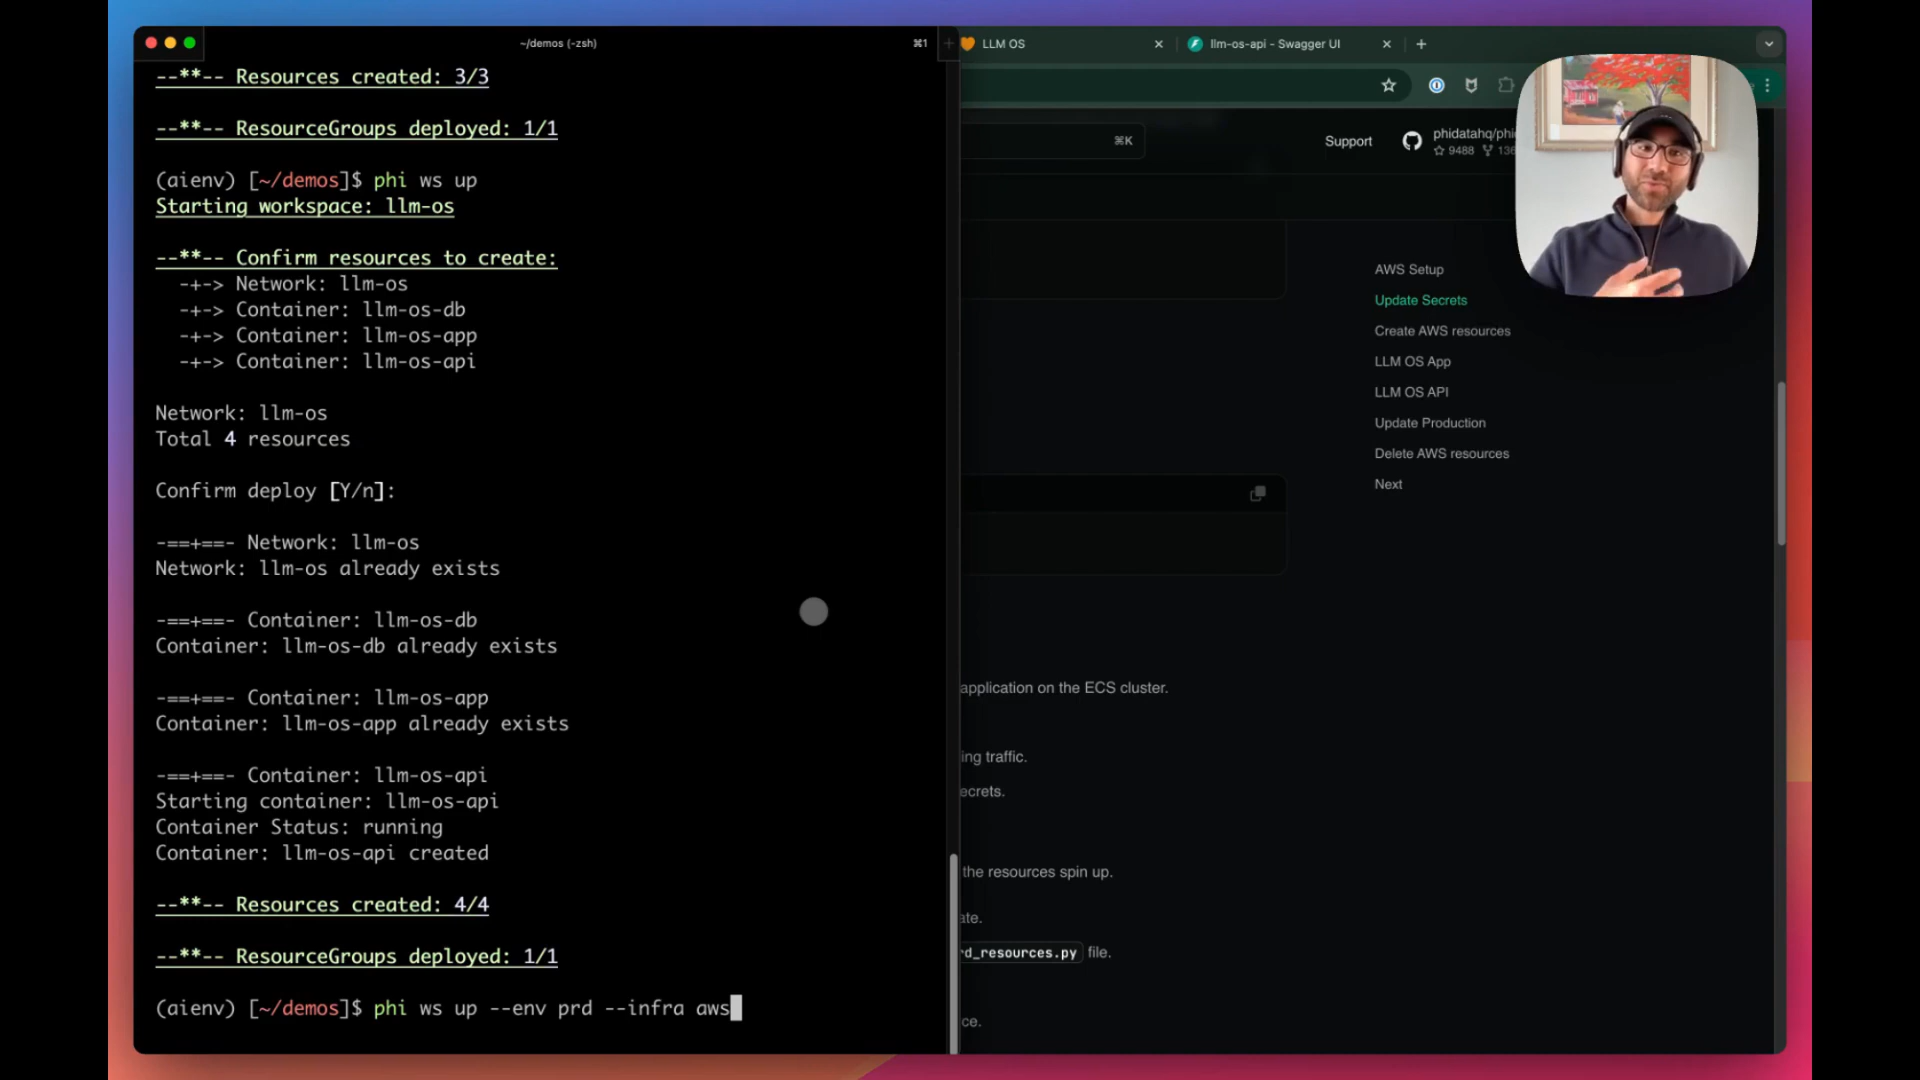 ~/demos (-zsh)
⌘1
--**-- Resources created: 3/3
--**-- ResourceGroups deployed: 1/1
(aienv) [~/demos]$ phi ws up
Starting workspace: llm-os
--**-- Confirm resources to create:
-+-> Network: llm-os
-+-> Container: llm-os-db
-+-> Container: llm-os-app
-+-> Container: llm-os-api
Network: llm-os
Total 4 resources
Confirm deploy [Y/n]:
-==+==- Network: llm-os
Network: llm-os already exists
-==+==- Container: llm-os-db
Container: llm-os-db already exists
-==+==- Container: llm-os-app
Container: llm-os-app already exists
-==+==- Container: llm-os-api
Starting container: llm-os-api
Container Status: running
Container: llm-os-api created
--**-- Resources created: 4/4
--**-- ResourceGroups deployed: 1/1
(aienv) [~/demos]$ phi ws up --env prd --infra aws
LLM OS
llm-os-api - Swagger UI
⌘K
Support
phidatahq/phi
9488
136
application on the ECS cluster.
ing traffic.
ecrets.
the resources spin up.
ate.
rd_resources.py file.
ce.
AWS Setup
Update Secrets
Create AWS resources
LLM OS App
LLM OS API
Update Production
Delete AWS resources
Next